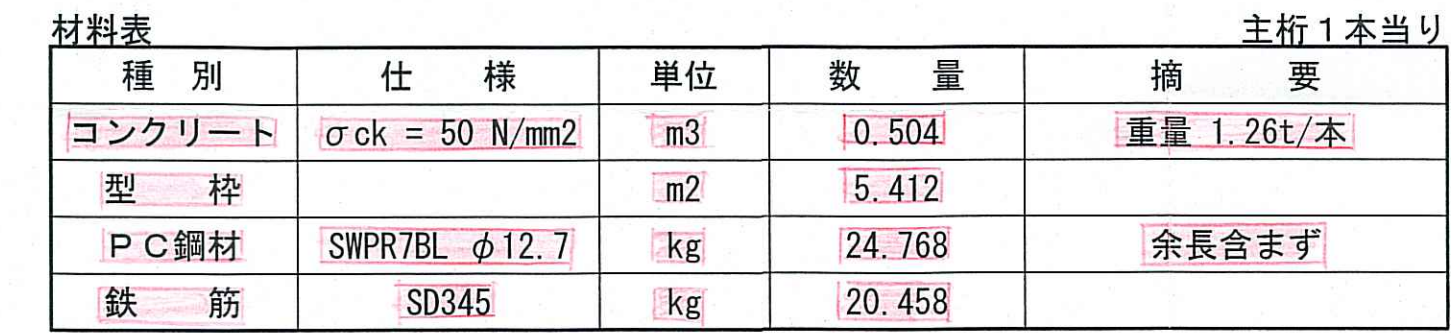 材料表 主桁１本当り
種 別 仕 様 単位 数 量 摘 要
コンクリート σck = 50 N/mm2 m3 0.504 重量 1.26t/本
型 枠 m2 5.412
ＰＣ鋼材 SWPR7BL φ12.7 kg 24.768 余長含まず
鉄 筋 SD345 kg 20.458